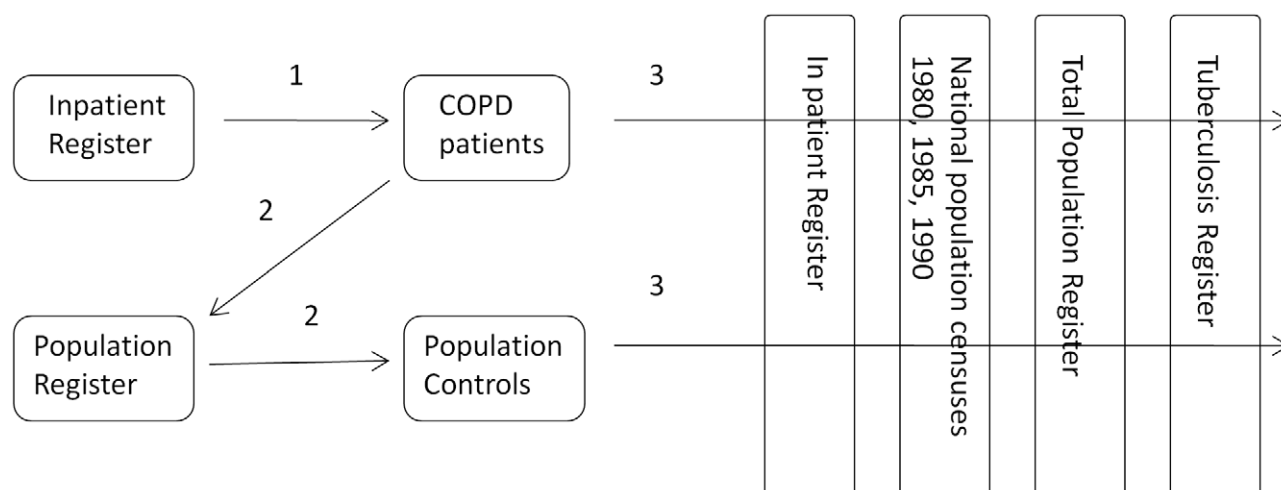 1
3
Inpatient
Register
COPD
patients
2
Population
Register
2
Population
Controls
3
In patient Register
National population censuses
1980, 1985, 1990
Total Population Register
Tuberculosis Register